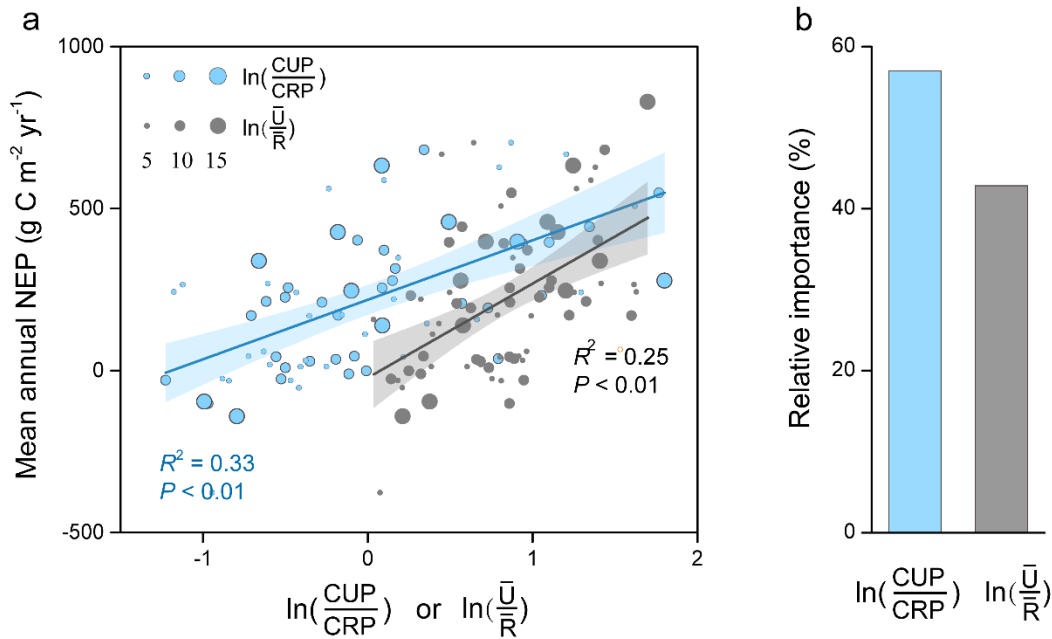 a
b
1000
500
0
-500
Mean annual NEP (g C m⁻² yr⁻¹)
ln(CUP/CRP)
ln(Ū/R̄)
5 10 15
R² = 0.33
P < 0.01
R² = 0.25
P < 0.01
-1 0 1 2
ln(CUP/CRP) or ln(Ū/R̄)
60
40
20
0
Relative importance (%)
ln(CUP/CRP) ln(Ū/R̄)